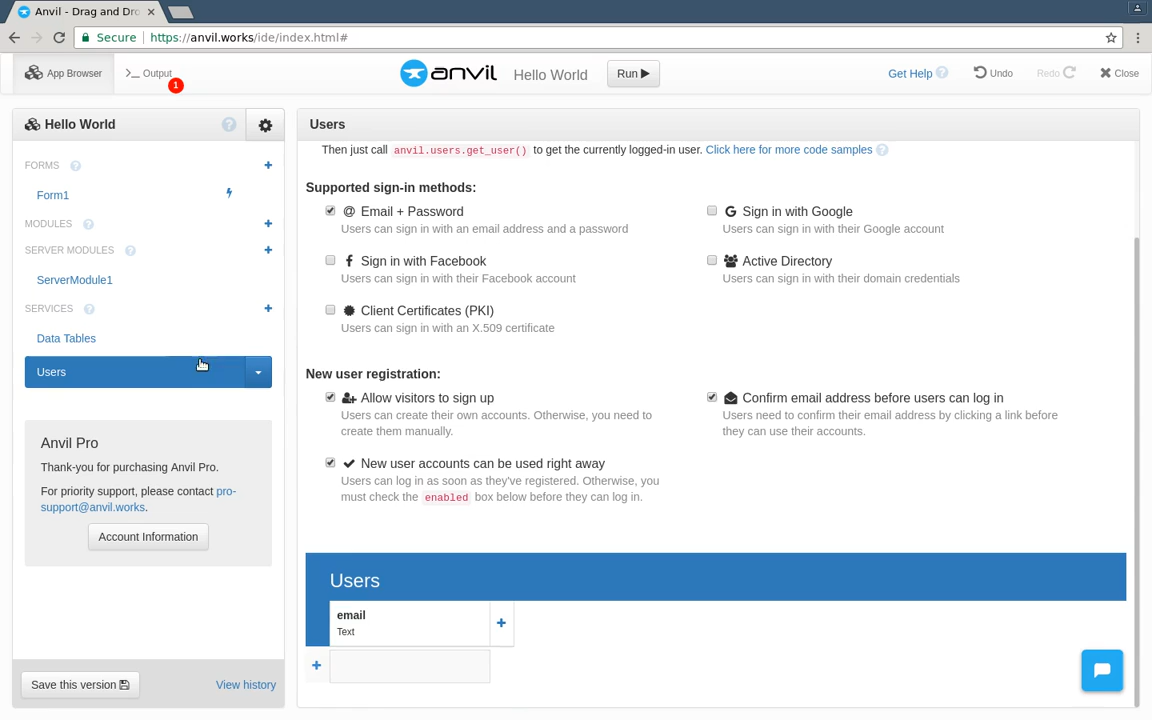 Anvil - Drag and Dro
Secure https://anvil.works/ide/index.html#
App Browser
>_ Output
1
anvil
Hello World
Run
Get Help ?
Undo
Redo
Close
Hello World ?
FORMS ? +
Form1
MODULES ? +
SERVER MODULES ? +
ServerModule1
SERVICES ? +
Data Tables
Users
Anvil Pro
Thank-you for purchasing Anvil Pro.
For priority support, please contact pro-
support@anvil.works.
Account Information
Save this version
View history
Users
Then just call anvil.users.get_user() to get the currently logged-in user. Click here for more code samples ?
Supported sign-in methods:
@ Email + Password
Users can sign in with an email address and a password
G Sign in with Google
Users can sign in with their Google account
f Sign in with Facebook
Users can sign in with their Facebook account
Active Directory
Users can sign in with their domain credentials
Client Certificates (PKI)
Users can sign in with an X.509 certificate
New user registration:
Allow visitors to sign up
Users can create their own accounts. Otherwise, you need to
create them manually.
Confirm email address before users can log in
Users need to confirm their email address by clicking a link before
they can use their accounts.
New user accounts can be used right away
Users can log in as soon as they've registered. Otherwise, you
must check the enabled box below before they can log in.
Users
email
Text
+
+